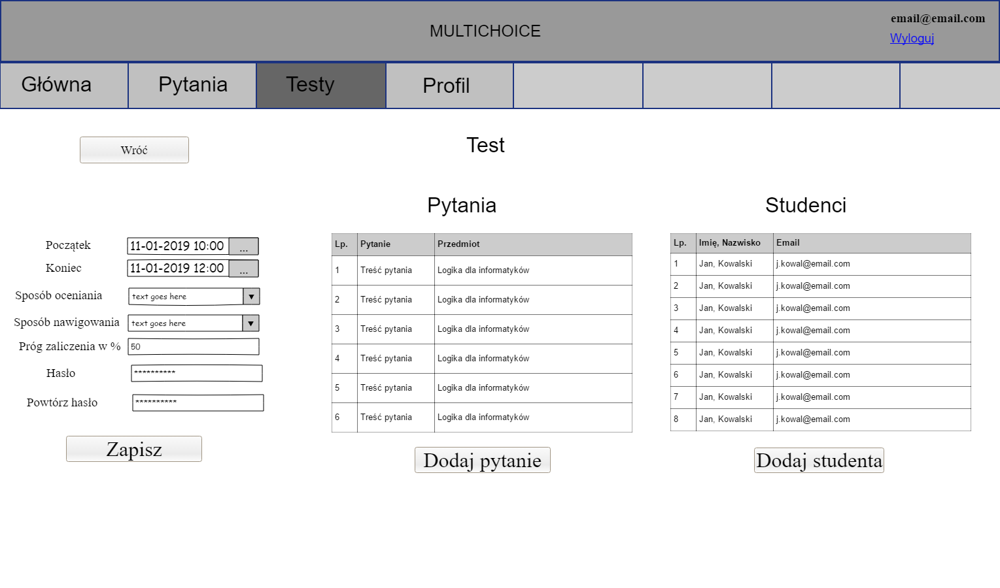 MULTICHOICE
email@email.com
Wyloguj
Główna Pytania Testy Profil
Wróć
Test
Początek 11-01-2019 10:00 ...
Koniec 11-01-2019 12:00 ...
Sposób oceniania text goes here
Sposób nawigowania text goes here
Próg zaliczenia w % 50
Hasło **********
Powtórz hasło **********
Zapisz
Pytania
Lp. Pytanie Przedmiot
1 Treść pytania Logika dla informatyków
2 Treść pytania Logika dla informatyków
3 Treść pytania Logika dla informatyków
4 Treść pytania Logika dla informatyków
5 Treść pytania Logika dla informatyków
6 Treść pytania Logika dla informatyków
Dodaj pytanie
Studenci
Lp. Imię, Nazwisko Email
1 Jan, Kowalski j.kowal@email.com
2 Jan, Kowalski j.kowal@email.com
3 Jan, Kowalski j.kowal@email.com
4 Jan, Kowalski j.kowal@email.com
5 Jan, Kowalski j.kowal@email.com
6 Jan, Kowalski j.kowal@email.com
7 Jan, Kowalski j.kowal@email.com
8 Jan, Kowalski j.kowal@email.com
Dodaj studenta